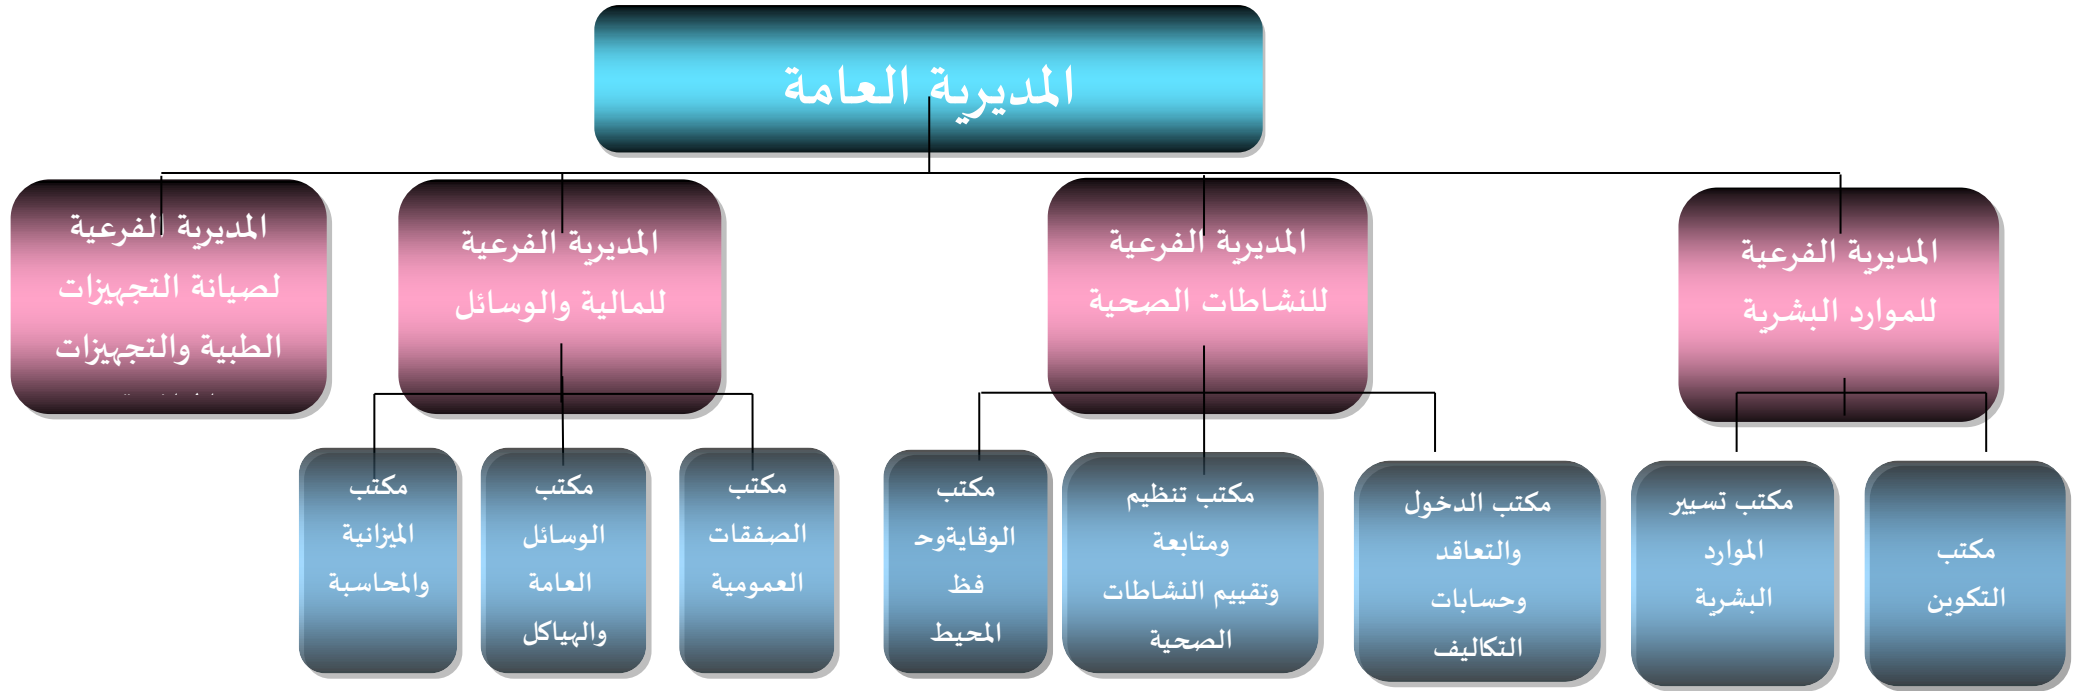 المديرية العامة
المديرية الفرعية
للموارد البشرية
المديرية الفرعية
للنشاطات الصحية
المديرية الفرعية
للمالية والوسائل
المديرية الفرعية
لصيانة التجهيزات
الطبية والتجهيزات
مكتب
التكوين
مكتب تسيير
الموارد
البشرية
مكتب الدخول
والتعاقد
وحسابات
التكاليف
مكتب تنظيم
ومتابعة
وتقييم النشاطات
الصحية
مكتب
الوقايةوح
فظ
المحيط
مكتب
الصفقات
العمومية
مكتب
الوسائل
العامة
والهياكل
مكتب
الميزانية
والمحاسبة